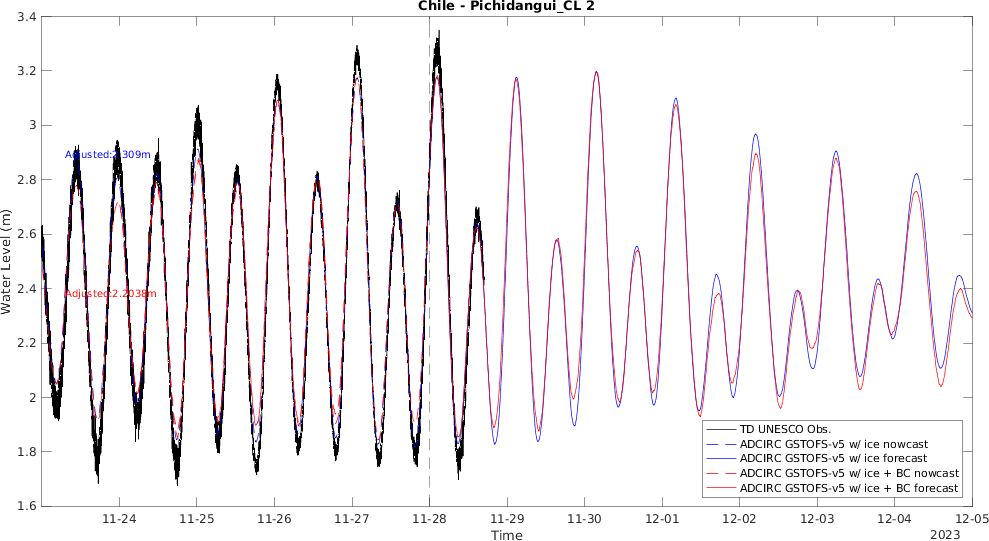 Chile - Pichidangui_CL 2
3.4
3.2
3
2.8
2.6
2.4
2.2
2
1.8
1.6
Water Level (m)
Adjusted:2.309m
Adjusted:2.2038m
TD UNESCO Obs.
ADCIRC GSTOFS-v5 w/ ice nowcast
ADCIRC GSTOFS-v5 w/ ice forecast
ADCIRC GSTOFS-v5 w/ ice + BC nowcast
ADCIRC GSTOFS-v5 w/ ice + BC forecast
11-24 11-25 11-26 11-27 11-28 11-29 11-30 12-01 12-02 12-03 12-04 12-05
Time
2023